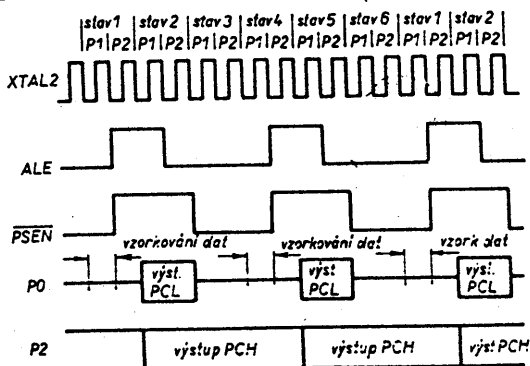 stav1 stav2 stav3 stav4 stav5 stav6 stav1 stav2
P1 P2 P1 P2 P1 P2 P1 P2 P1 P2 P1 P2 P1 P2 P1 P2
XTAL2
ALE
PSEN
vzorkování dat vzorkování dat vzork dat
P0 výst. PCL výst PCL výst. PCL
P2 výstup PCH výstup PCH výst PCH